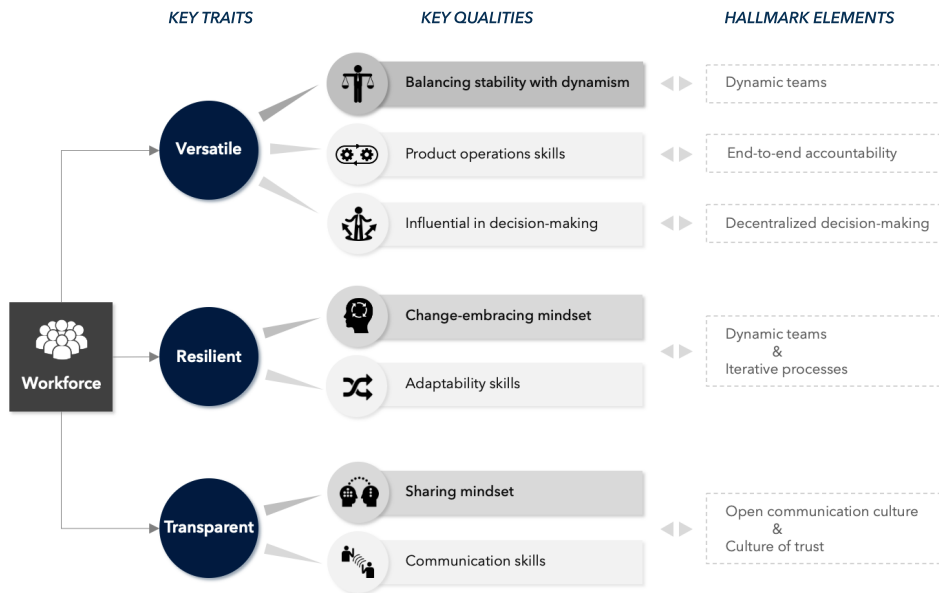 KEY TRAITS
KEY QUALITIES
HALLMARK ELEMENTS
Versatile
Balancing stability with dynamism
Dynamic teams
Product operations skills
End-to-end accountability
Influential in decision-making
Decentralized decision-making
Workforce
Resilient
Change-embracing mindset
Adaptability skills
Dynamic teams
&
Iterative processes
Transparent
Sharing mindset
Communication skills
Open communication culture
&
Culture of trust